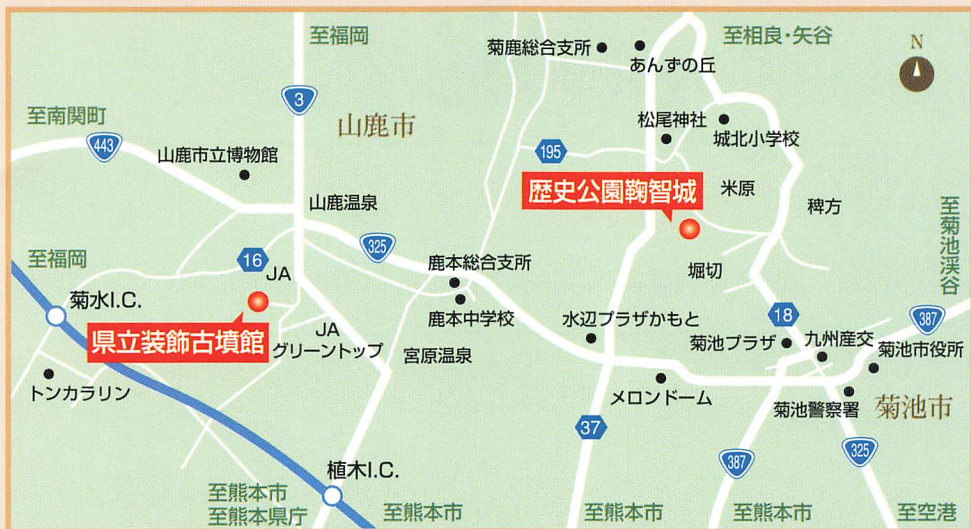 至福岡
菊鹿総合支所
至相良・矢谷
N
あんずの丘
3
至南関町
山鹿市
松尾神社
城北小学校
443
山鹿市立博物館
195
米原
歴史公園鞠智城
山鹿温泉
稗方
至菊池渓谷
325
至福岡
16
JA
鹿本総合支所
堀切
菊水I.C.
鹿本中学校
水辺プラザかもと
18
387
県立装飾古墳館
JA
グリーントップ
宮原温泉
菊池プラザ
九州産交
菊池市役所
トンカラリン
メロンドーム
菊池警察署
菊池市
37
387
325
植木I.C.
至熊本市
至熊本県庁
至熊本市
至熊本市
至熊本市
至空港